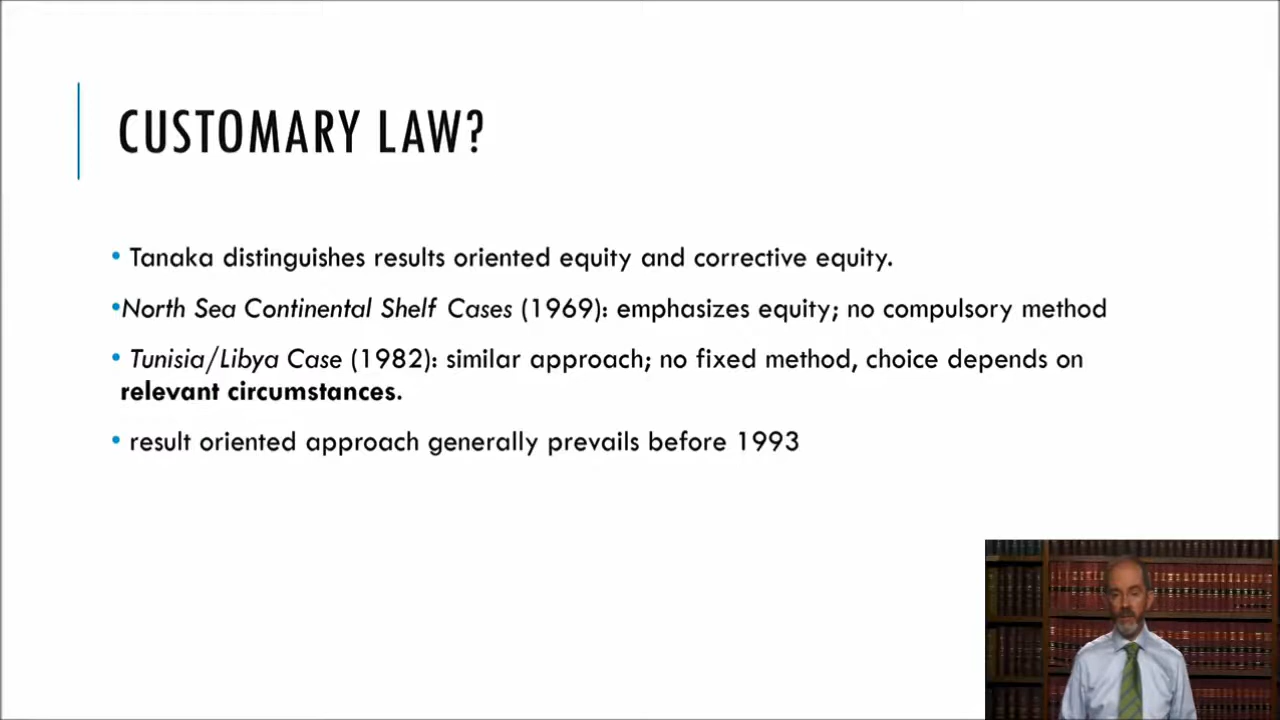 CUSTOMARY LAW?
• Tanaka distinguishes results oriented equity and corrective equity.
•North Sea Continental Shelf Cases (1969): emphasizes equity; no compulsory method
• Tunisia/Libya Case (1982): similar approach; no fixed method, choice depends on
relevant circumstances.
• result oriented approach generally prevails before 1993